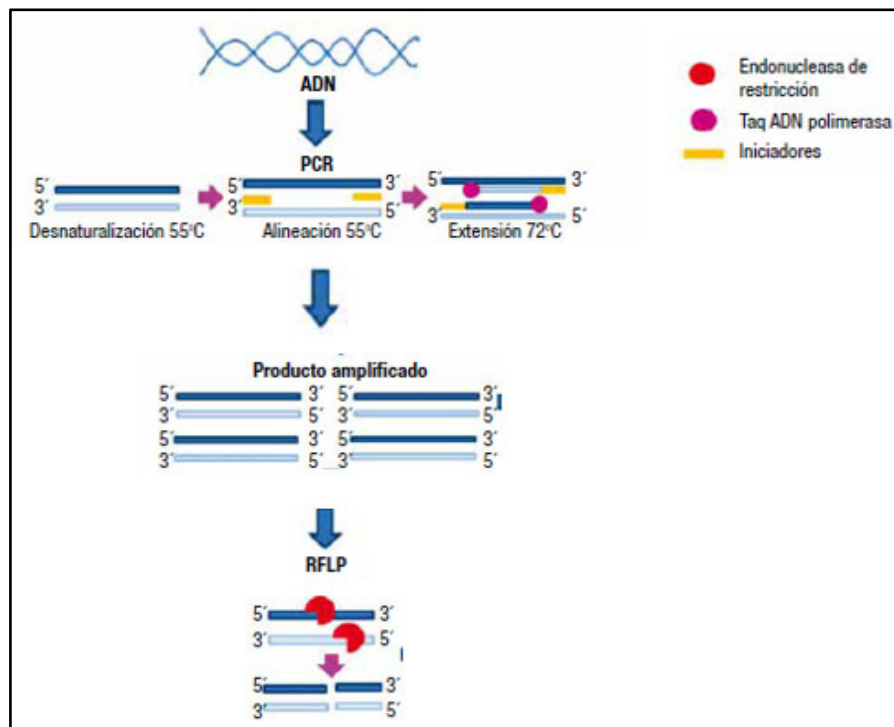 ADN
Endonucleasa de
restricción
Taq ADN polimerasa
Iniciadores
PCR
5´ 5´ 3´ 5´ 3´
3´ 3´ 5´ 3´ 5´
Desnaturalización 55ºC Alineación 55ºC Extensión 72ºC
Producto amplificado
5´ 3´ 5´ 3´
3´ 5´ 3´ 5´
5´ 3´ 5´ 3´
3´ 5´ 3´ 5´
RFLP
5´ 3´
3´ 5´
5´ 3´
3´ 5´